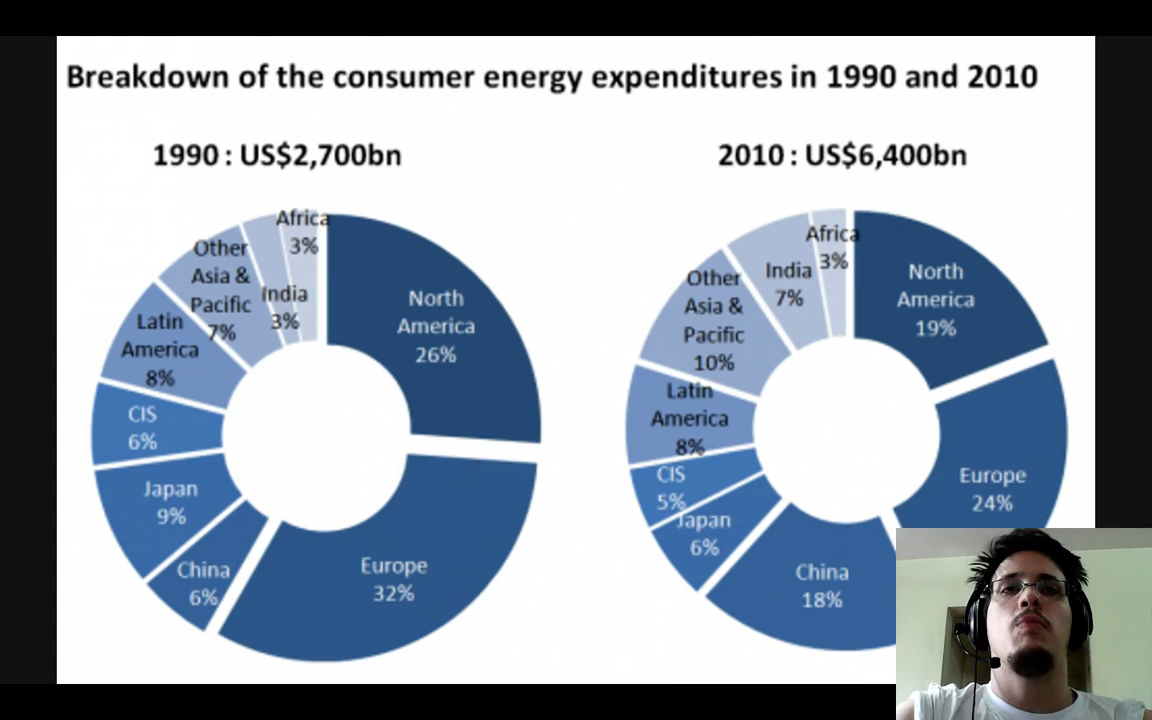 Breakdown of the consumer energy expenditures in 1990 and 2010
1990 : US$2,700bn
Africa
3%
North
America
26%
Europe
32%
China
6%
Japan
9%
CIS
6%
Latin
America
8%
Other
Asia &
Pacific
7%
India
3%
2010 : US$6,400bn
Africa
3%
North
America
19%
Europe
24%
China
18%
Japan
6%
CIS
5%
Latin
America
8%
Other
Asia &
Pacific
10%
India
7%